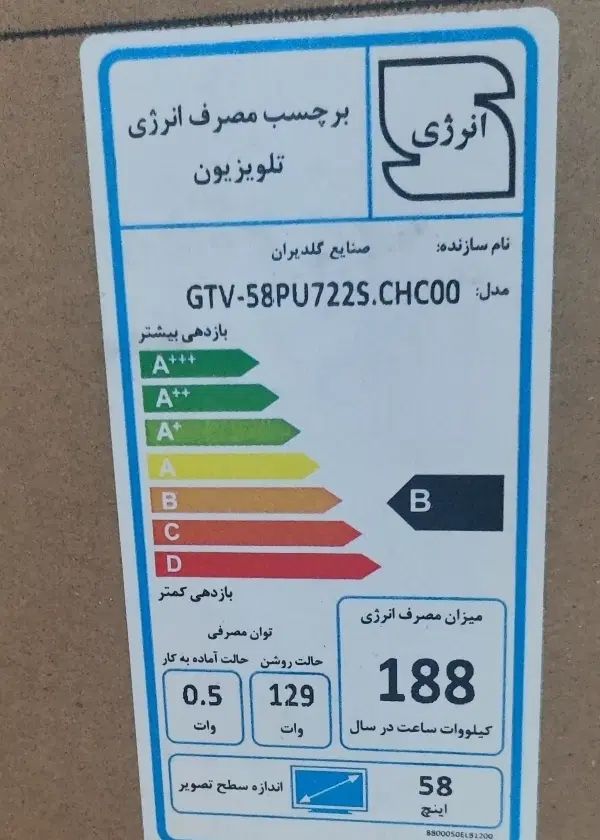 برچسب مصرف انرژی
تلویزیون
انرژی
نام سازنده: صنایع گلدیران
مدل: GTV-58PU722S.CHC00
بازدهی بیشتر
A+++
A++
A+
A
B
B
C
D
بازدهی کمتر
میزان مصرف انرژی
188
کیلووات ساعت در سال
توان مصرفی
حالت روشن
129
وات
حالت آماده به کار
0.5
وات
58
اینچ
اندازه سطح تصویر
BB00050ELB1200